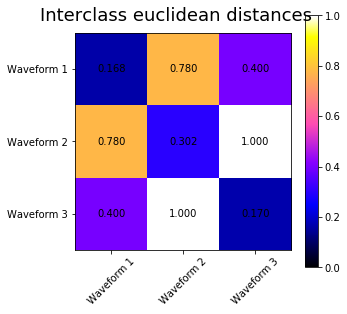 Interclass euclidean distances
Waveform 1
0.168 0.780 0.400
Waveform 2
0.780 0.302 1.000
Waveform 3
0.400 1.000 0.170
Waveform 1
Waveform 2
Waveform 3
1.0
0.8
0.6
0.4
0.2
0.0